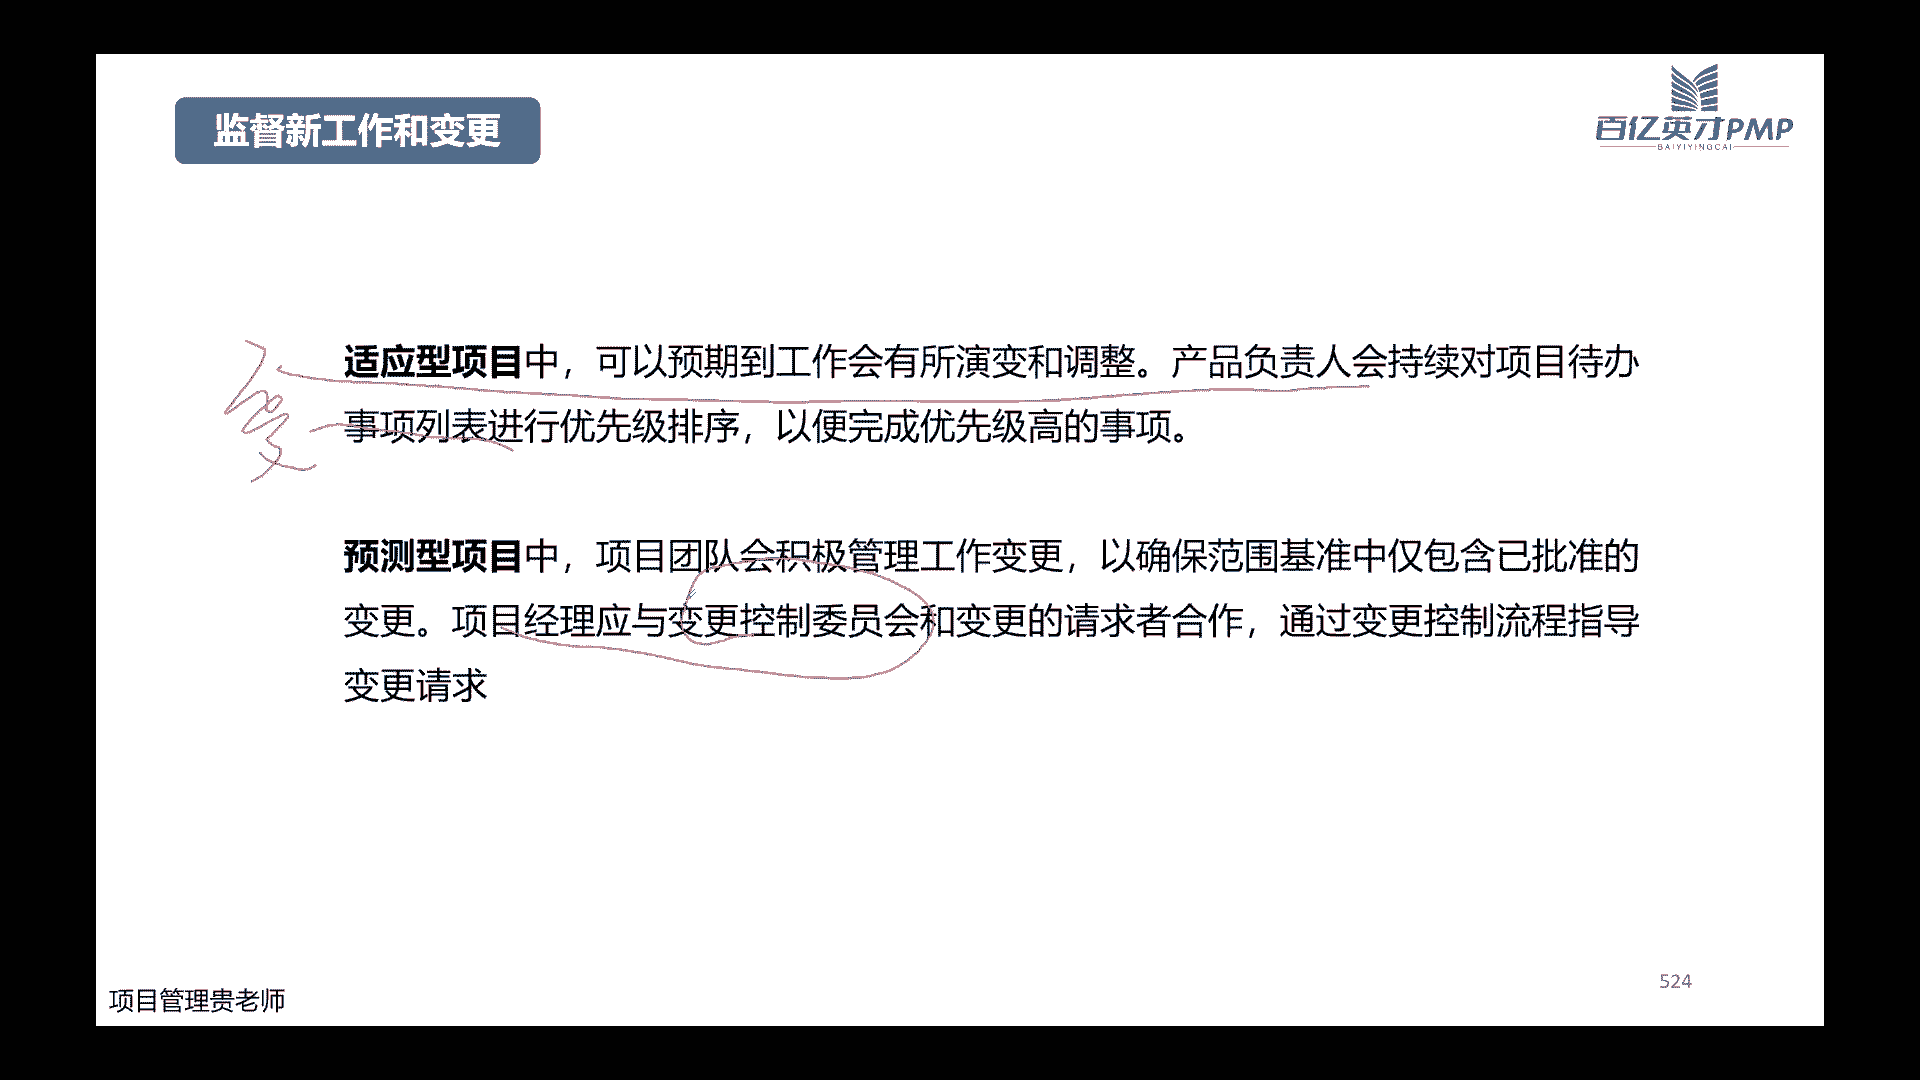 监督新工作和变更
百亿英才PMP
BAIYIYINGCAI
适应型项目中，可以预期到工作会有所演变和调整。产品负责人会持续对项目待办
事项列表进行优先级排序，以便完成优先级高的事项。
预测型项目中，项目团队会积极管理工作变更，以确保范围基准中仅包含已批准的
变更。项目经理应与变更控制委员会和变更的请求者合作，通过变更控制流程指导
变更请求
524
项目管理贵老师